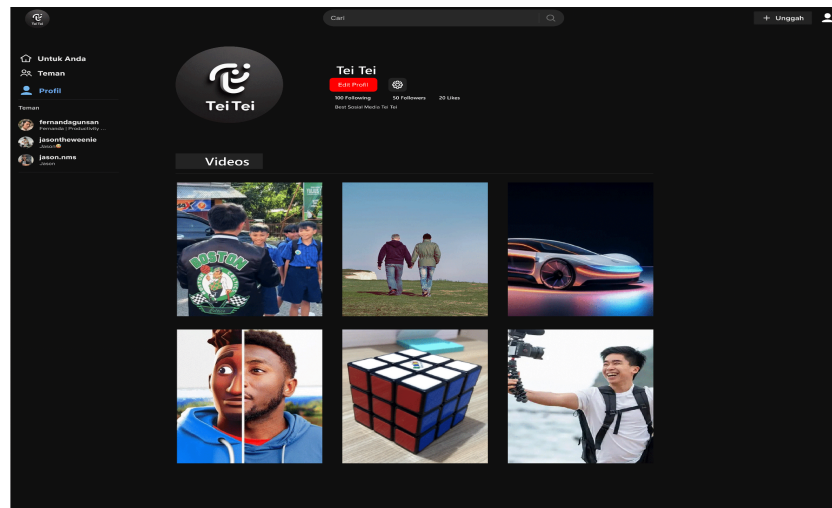 TeiTei
Cari
+ Unggah
Untuk Anda
Teman
Profil
Teman
fernandagunsan
Fernanda | Productivity ...
jasontheweenie
Jason
jason.nms
Jason
TeiTei
Tei Tei
Edit Profil
100 Following 50 Followers 20 Likes
Best Sosial Media Tei Tei
Videos
BOSTON